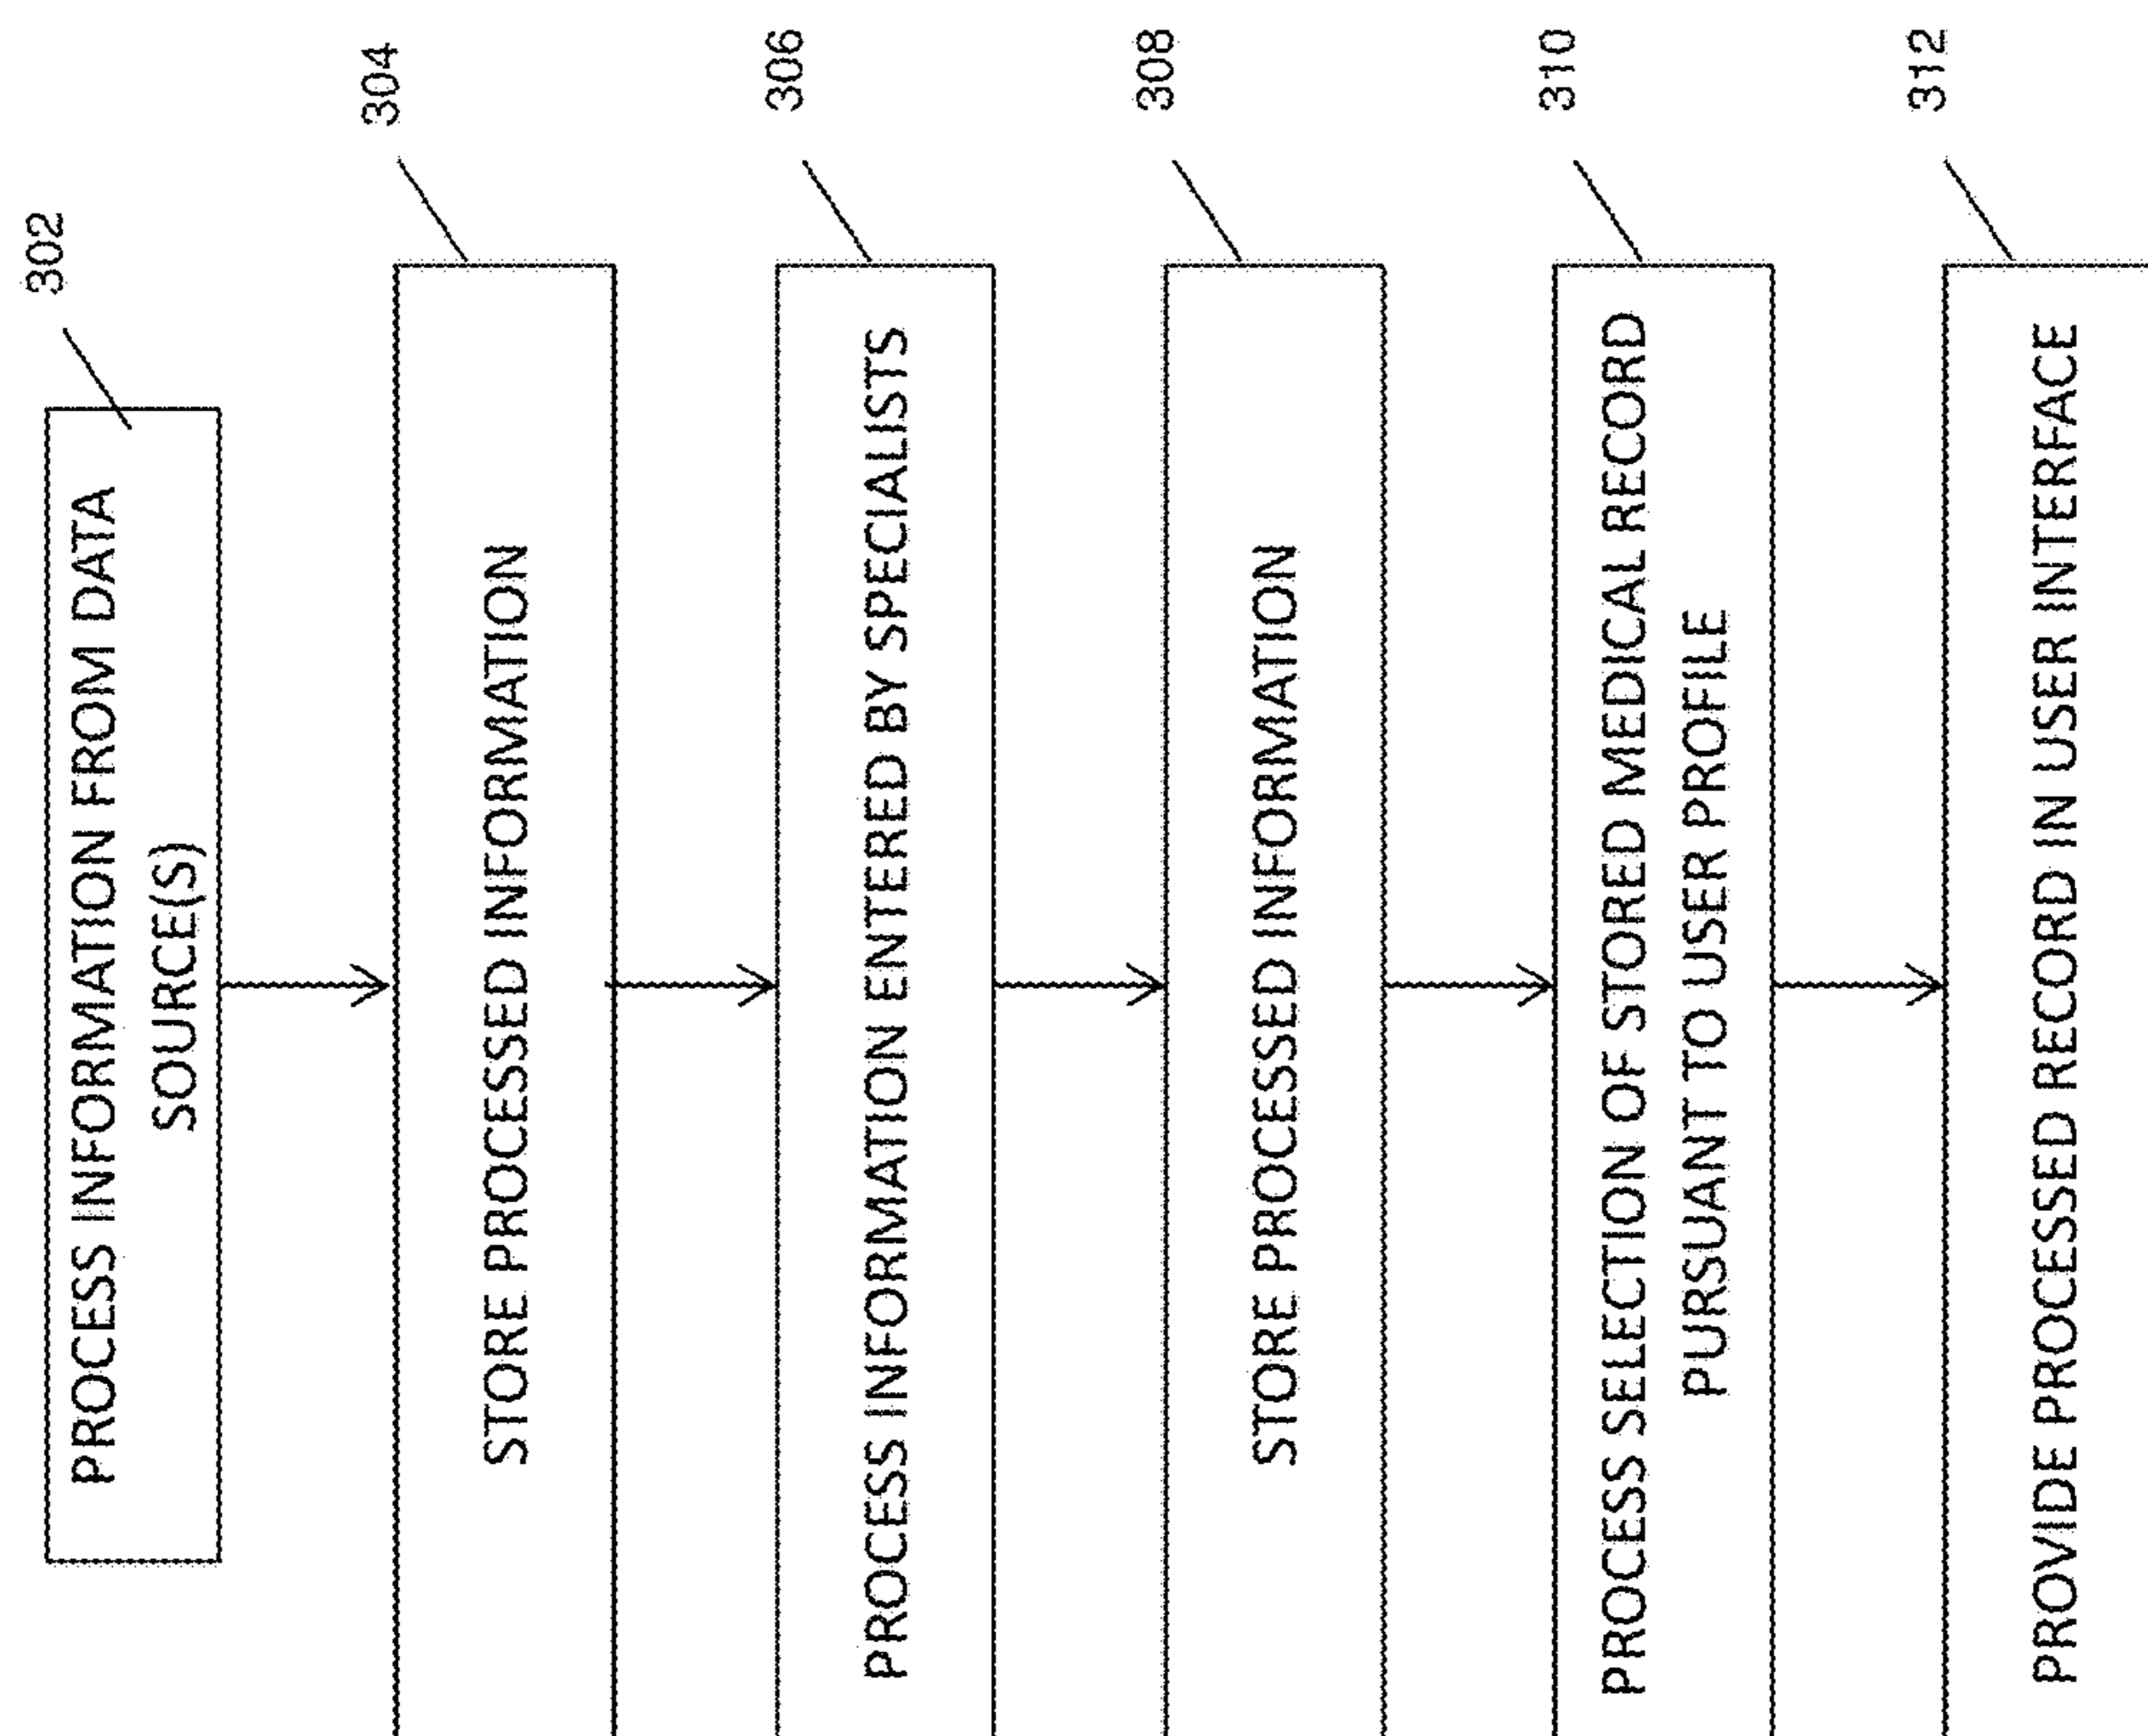 302
PROCESS INFORMATION FROM DATA
SOURCE(S)
304
STORE PROCESSED INFORMATION
306
PROCESS INFORMATION ENTERED BY SPECIALISTS
308
STORE PROCESSED INFORMATION
310
PROCESS SELECTION OF STORED MEDICAL RECORD
PURSUANT TO USER PROFILE
312
PROVIDE PROCESSED RECORD IN USER INTERFACE